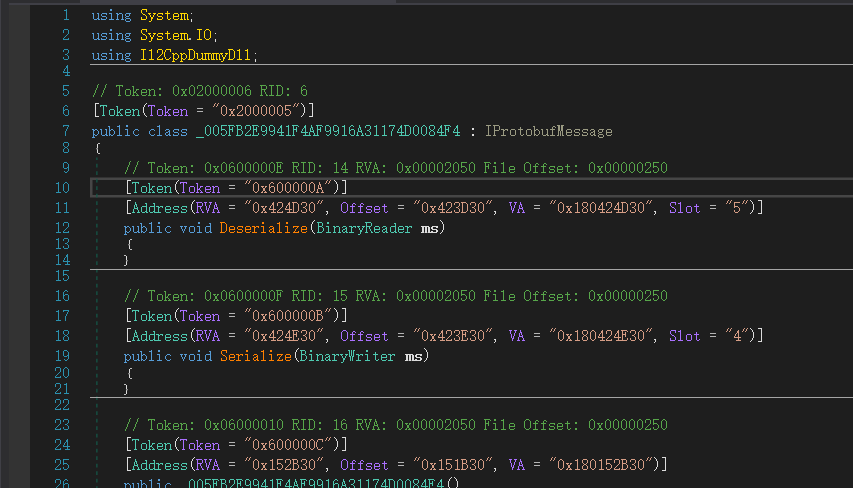 1 using System;
2 using System.IO;
3 using Il2CppDummyDll;
4
5 // Token: 0x02000006 RID: 6
6 [Token(Token = "0x2000005")]
7 public class _005FB2E9941F4AF9916A31174D0084F4 : IProtobufMessage
8 {
9 // Token: 0x0600000E RID: 14 RVA: 0x00002050 File Offset: 0x00000250
10 [Token(Token = "0x600000A")]
11 [Address(RVA = "0x424D30", Offset = "0x423D30", VA = "0x180424D30", Slot = "5")]
12 public void Deserialize(BinaryReader ms)
13 {
14 }
15
16 // Token: 0x0600000F RID: 15 RVA: 0x00002050 File Offset: 0x00000250
17 [Token(Token = "0x600000B")]
18 [Address(RVA = "0x424E30", Offset = "0x423E30", VA = "0x180424E30", Slot = "4")]
19 public void Serialize(BinaryWriter ms)
20 {
21 }
22
23 // Token: 0x06000010 RID: 16 RVA: 0x00002050 File Offset: 0x00000250
24 [Token(Token = "0x600000C")]
25 [Address(RVA = "0x152B30", Offset = "0x151B30", VA = "0x180152B30")]
26 public _005FB2E9941F4AF9916A31174D0084F4()